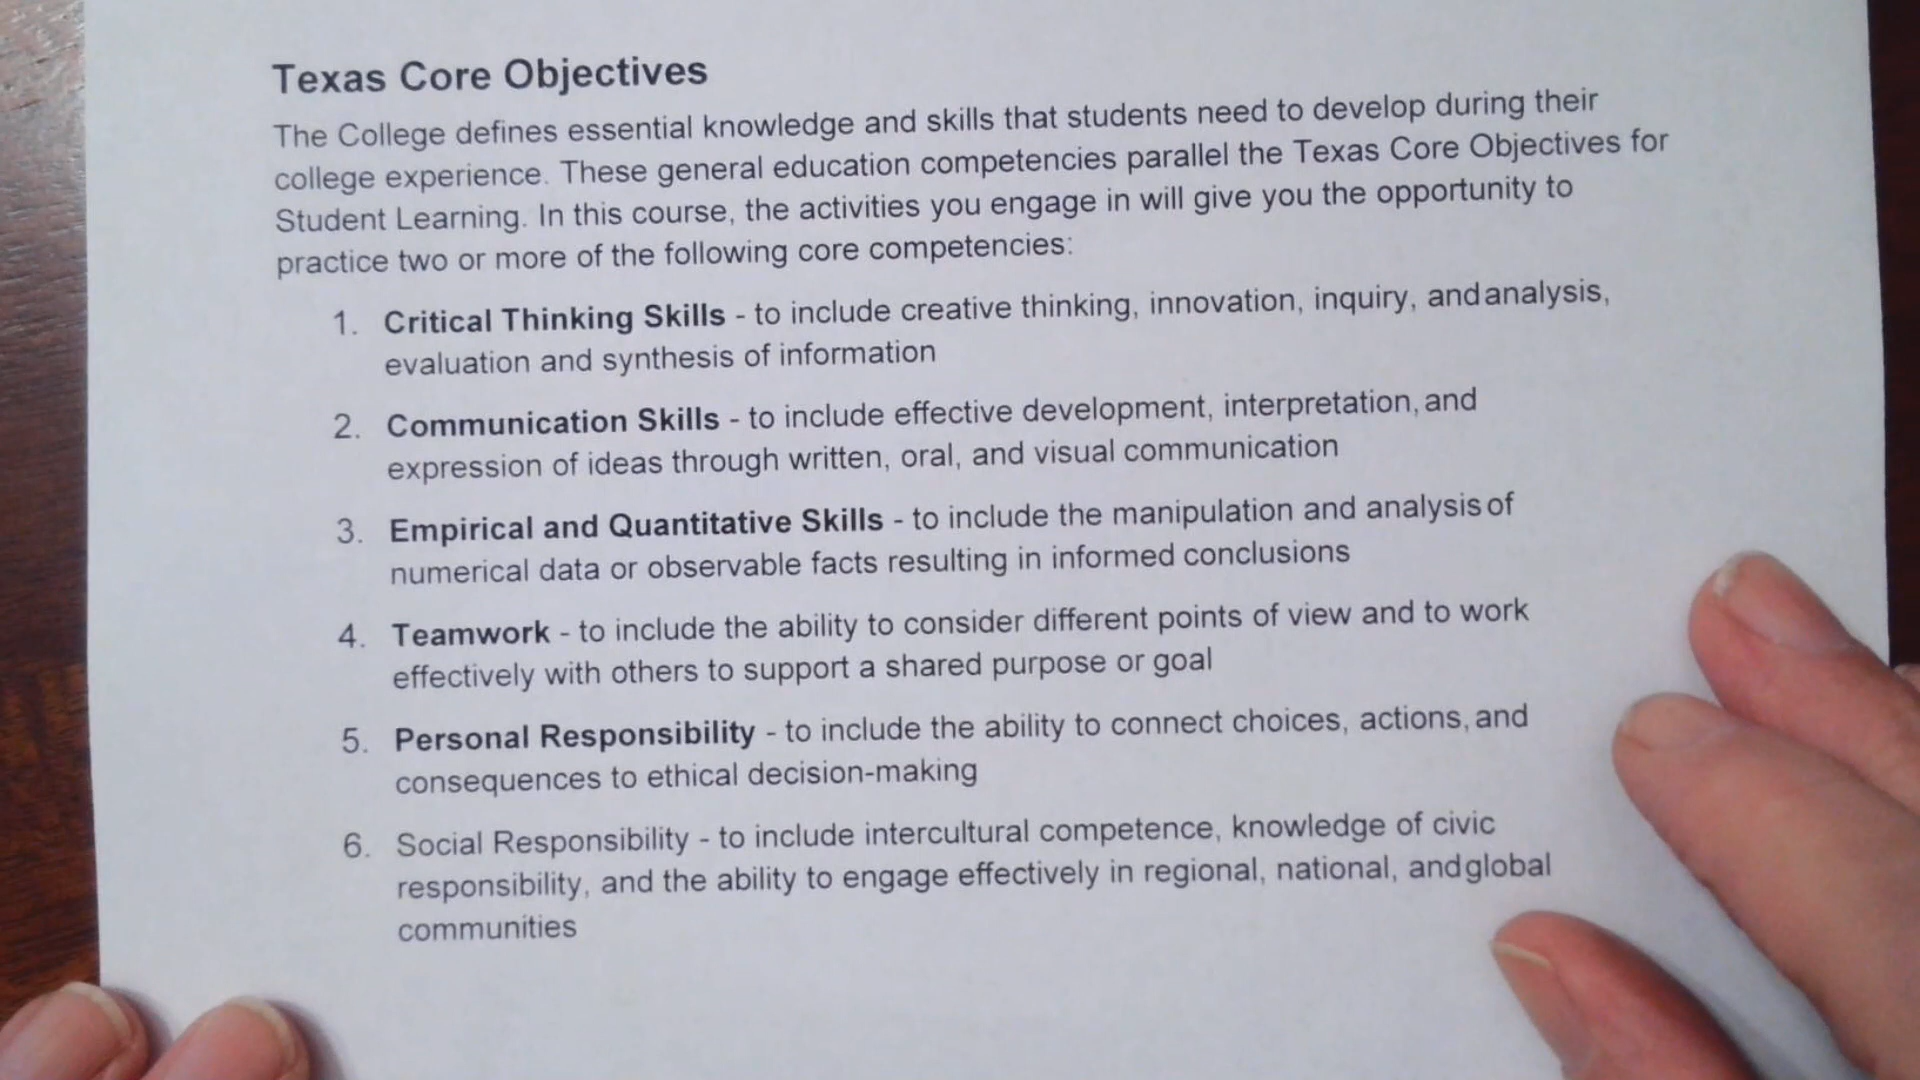 Texas Core Objectives
The College defines essential knowledge and skills that students need to develop during their
college experience. These general education competencies parallel the Texas Core Objectives for
Student Learning. In this course, the activities you engage in will give you the opportunity to
practice two or more of the following core competencies:
1. Critical Thinking Skills - to include creative thinking, innovation, inquiry, and analysis,
evaluation and synthesis of information
2. Communication Skills - to include effective development, interpretation, and
expression of ideas through written, oral, and visual communication
3. Empirical and Quantitative Skills - to include the manipulation and analysis of
numerical data or observable facts resulting in informed conclusions
4. Teamwork - to include the ability to consider different points of view and to work
effectively with others to support a shared purpose or goal
5. Personal Responsibility - to include the ability to connect choices, actions, and
consequences to ethical decision-making
6. Social Responsibility - to include intercultural competence, knowledge of civic
responsibility, and the ability to engage effectively in regional, national, and global
communities